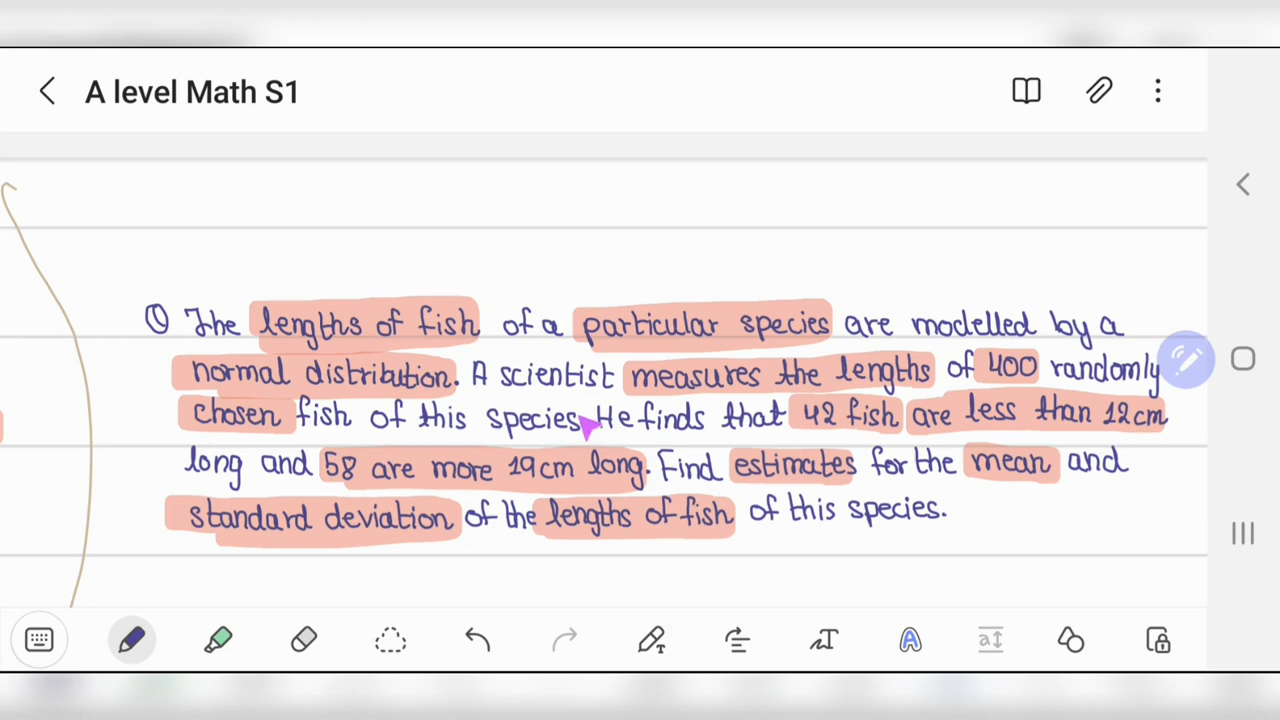 A level Math S1
Q The lengths of fish of a particular species are modelled by a
normal distribution. A scientist measures the lengths of 400 randomly
chosen fish of this species. He finds that 42 fish are less than 12cm
long and 58 are more 19cm long. Find estimates for the mean and
standard deviation of the lengths of fish of this species.